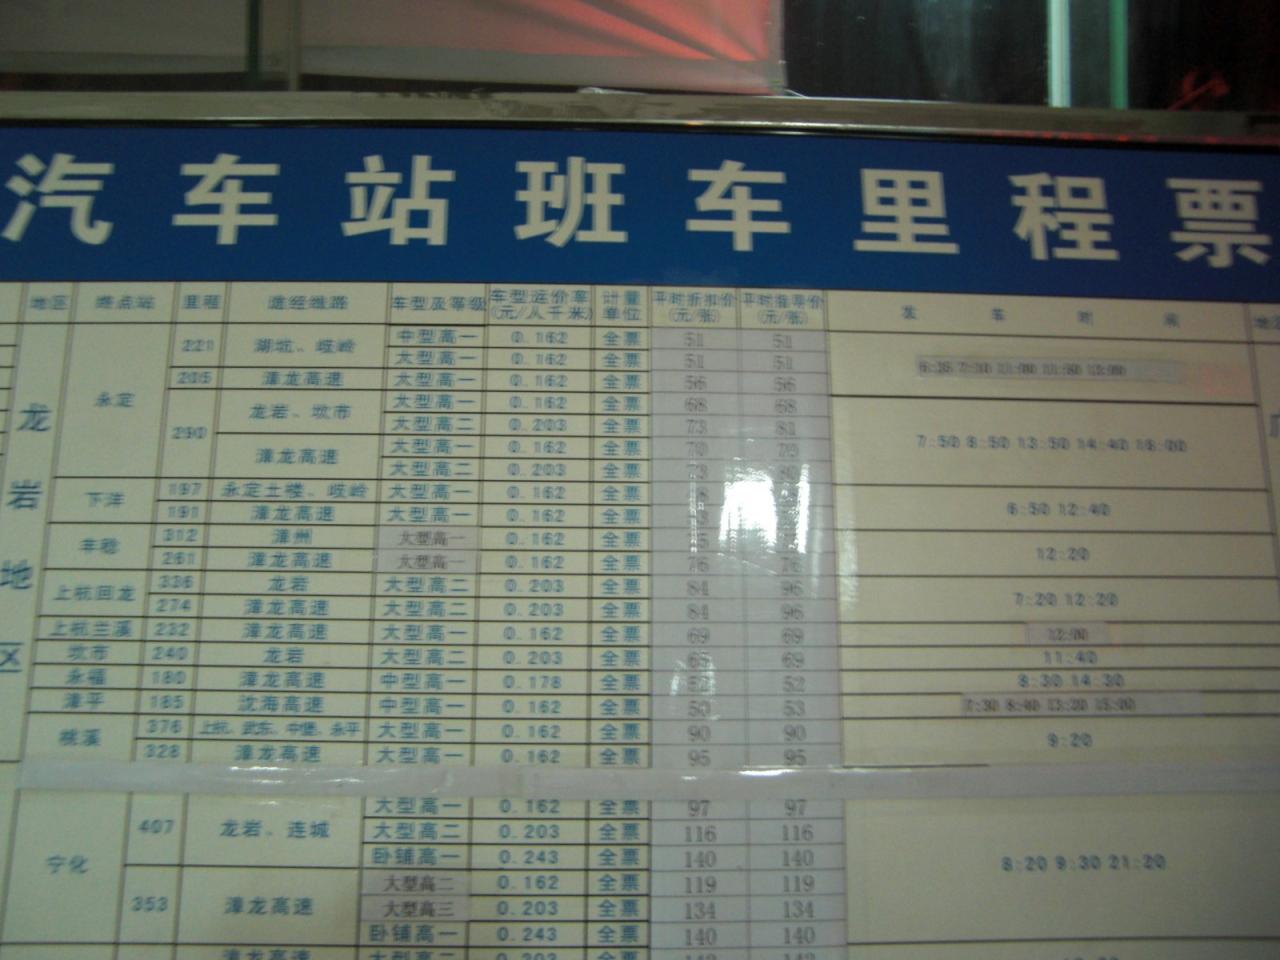 汽车站班车里程票
地区 终点站 里程 途经线路 车型及等级 车型运价率(元/人千米) 计量单位 平时折扣价(元/张) 平时指导价(元/张) 发车时间
龙岩地区
永定 221 湖坑、岐岭 中型高一 0.162 全票 51 51
大型高一 0.162 全票 51 51
205 漳龙高速 大型高一 0.162 全票 56 56
290 龙岩、坎市 大型高一 0.162 全票 68 68
大型高二 0.203 全票 73 81
漳龙高速 大型高一 0.162 全票 70 70
大型高二 0.203 全票 73
7:50 8:50 13:50 14:40 16:00
下洋 197 永定土楼、岐岭 大型高一 0.162 全票
191 漳龙高速 大型高一 0.162 全票
6:50 12:40
丰稔 312 漳州 大型高一 0.162 全票
261 漳龙高速 大型高一 0.162 全票 76 76
12:20
上杭回龙 336 龙岩 大型高二 0.203 全票 84 96
274 漳龙高速 大型高二 0.203 全票 84 96
7:20 12:20
上杭兰溪 232 漳龙高速 大型高一 0.162 全票 69 69 12:00
坎市 240 龙岩 大型高二 0.203 全票 65 69 11:40
永福 180 漳龙高速 中型高一 0.178 全票 52 52 8:30 14:30
漳平 185 沈海高速 中型高一 0.162 全票 50 53 7:30 8:40 13:20 15:00
桃溪 376 上杭、武东、中堡、永平 大型高一 0.162 全票 90 90
328 漳龙高速 大型高一 0.162 全票 95 95
9:20
宁化 407 龙岩、连城 大型高一 0.162 全票 97 97
大型高二 0.203 全票 116 116
卧铺高一 0.243 全票 140 140
353 漳龙高速 大型高二 0.162 全票 119 119
大型高三 0.203 全票 134 134
卧铺高一 0.243 全票 140 140
8:20 9:30 21:20